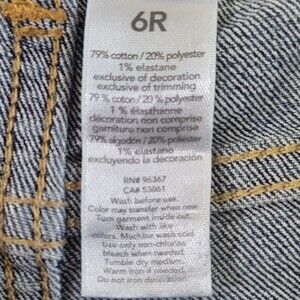 6R
79% cotton / 20% polyester
1% elastane
exclusive of decoration
exclusive of trimming
79 % coton / 20 % polyester
1 % élasthanne
décoration non comprise
garniture non comprise
79% algodón / 20% poliéster
1% elastano
excluyendo la decoración
RN# 96367
CA# 53061
Wash before use.
Color may transfer when new.
Turn garment inside out.
Wash with like
colors. Machine wash cold.
Use only non-chlorine
bleach when needed.
Tumble dry medium.
Warm iron if needed.
Do not iron decoration.